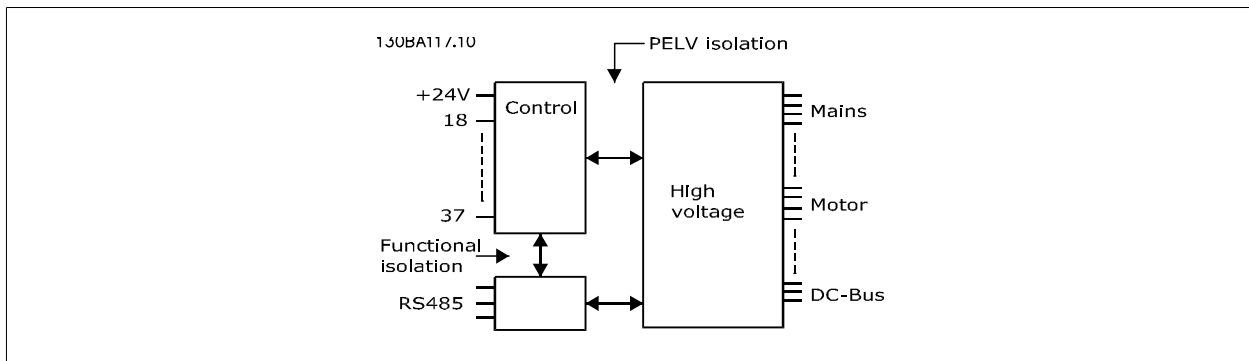 130BA117.10
PELV isolation
+24V
Control
18
37
Functional
isolation
RS485
High
voltage
Mains
Motor
DC-Bus